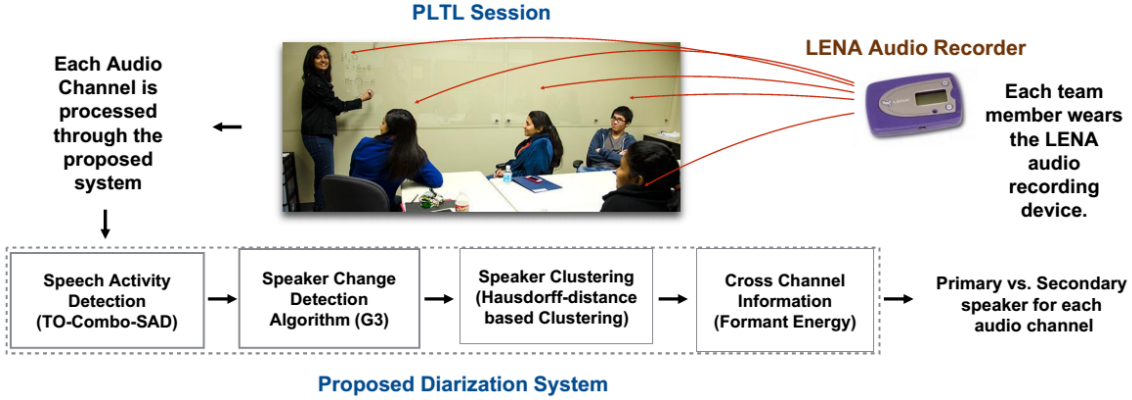 PLTL Session
LENA Audio Recorder
Each Audio
Channel is
processed
through the
proposed
system
Each team
member wears
the LENA
audio
recording
device.
Speech Activity
Detection
(TO-Combo-SAD)
Speaker Change
Detection
Algorithm (G3)
Speaker Clustering
(Hausdorff-distance
based Clustering)
Cross Channel
Information
(Formant Energy)
Primary vs. Secondary
speaker for each
audio channel
Proposed Diarization System